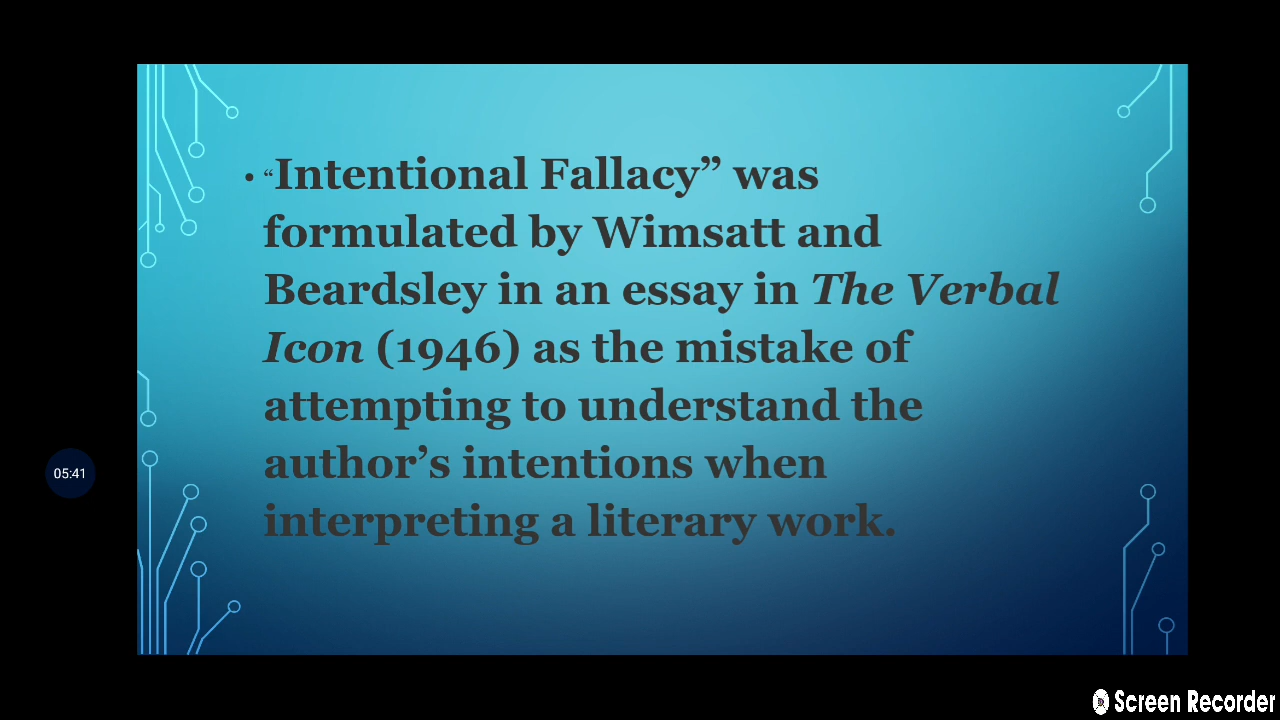 • “Intentional Fallacy” was
formulated by Wimsatt and
Beardsley in an essay in The Verbal
Icon (1946) as the mistake of
attempting to understand the
author’s intentions when
interpreting a literary work.
05:41
Screen Recorder